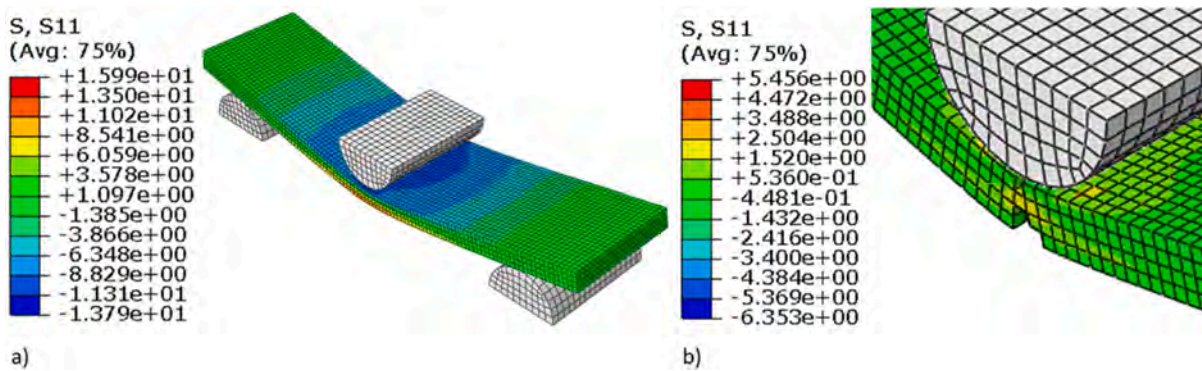 S, S11
(Avg: 75%)
+1.599e+01
+1.350e+01
+1.102e+01
+8.541e+00
+6.059e+00
+3.578e+00
+1.097e+00
-1.385e+00
-3.866e+00
-6.348e+00
-8.829e+00
-1.131e+01
-1.379e+01
a)
S, S11
(Avg: 75%)
+5.456e+00
+4.472e+00
+3.488e+00
+2.504e+00
+1.520e+00
+5.360e-01
-4.481e-01
-1.432e+00
-2.416e+00
-3.400e+00
-4.384e+00
-5.369e+00
-6.353e+00
b)